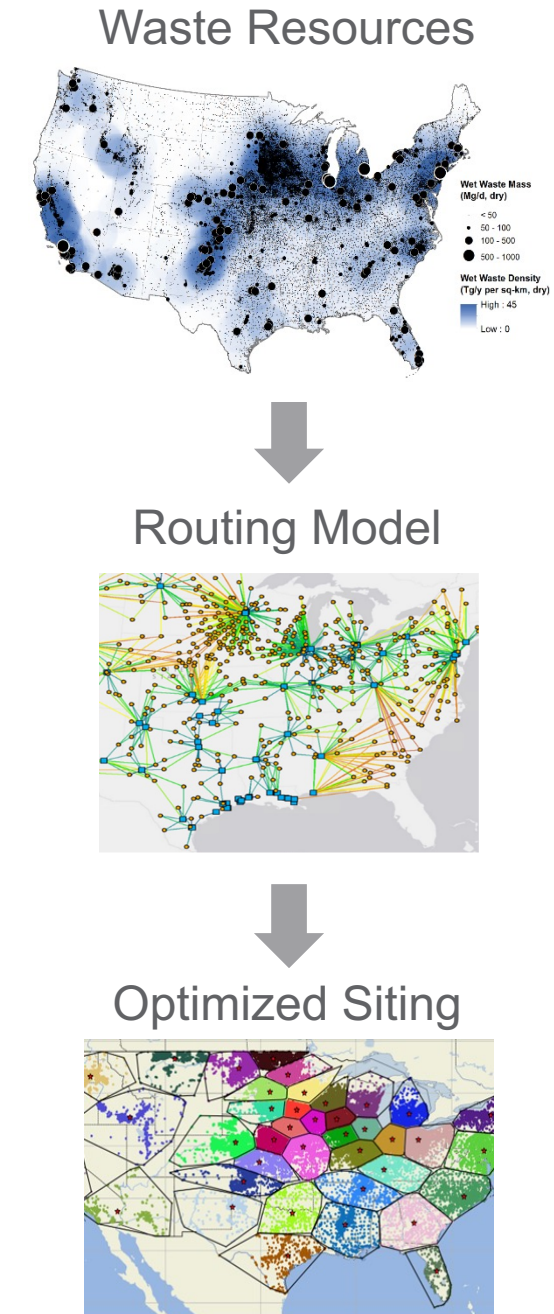 Waste Resources
Wet Waste Mass
(Mg/d, dry)
< 50
50 - 100
100 - 500
500 - 1000
Wet Waste Density
(Tg/y per sq-km, dry)
High : 45
Low : 0
Routing Model
Optimized Siting